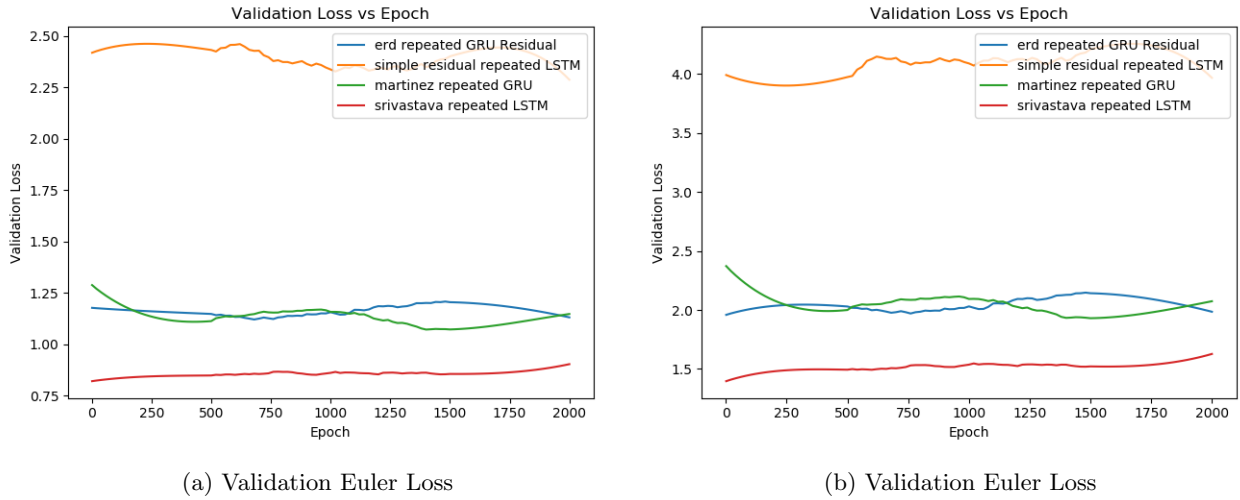 Validation Loss vs Epoch
2.50
2.25
2.00
1.75
1.50
1.25
1.00
0.75
Validation Loss
erd repeated GRU Residual
simple residual repeated LSTM
martinez repeated GRU
srivastava repeated LSTM
0 250 500 750 1000 1250 1500 1750 2000
Epoch
(a) Validation Euler Loss
Validation Loss vs Epoch
4.0
3.5
3.0
2.5
2.0
1.5
Validation Loss
erd repeated GRU Residual
simple residual repeated LSTM
martinez repeated GRU
srivastava repeated LSTM
0 250 500 750 1000 1250 1500 1750 2000
Epoch
(b) Validation Euler Loss